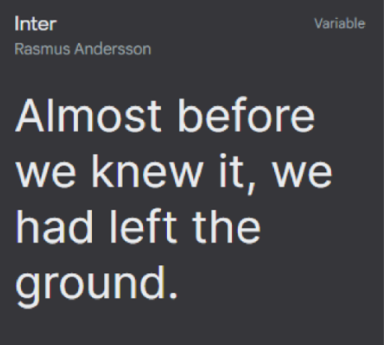 Inter
Variable
Rasmus Andersson
Almost before
we knew it, we
had left the
ground.